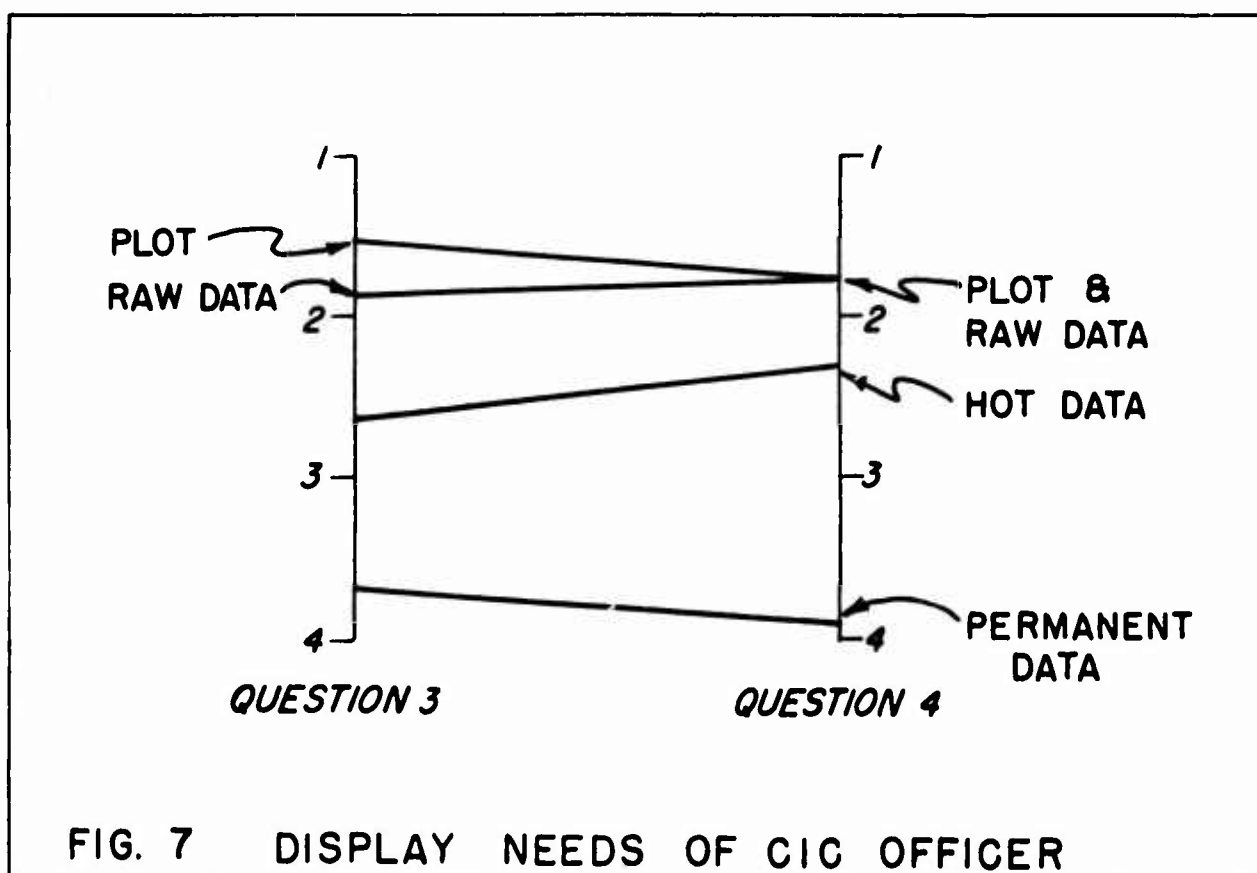 1
1
PLOT
RAW DATA
2
2
PLOT &
RAW DATA
HOT DATA
3
3
4
4
PERMANENT
DATA
QUESTION 3
QUESTION 4
FIG. 7 DISPLAY NEEDS OF CIC OFFICER